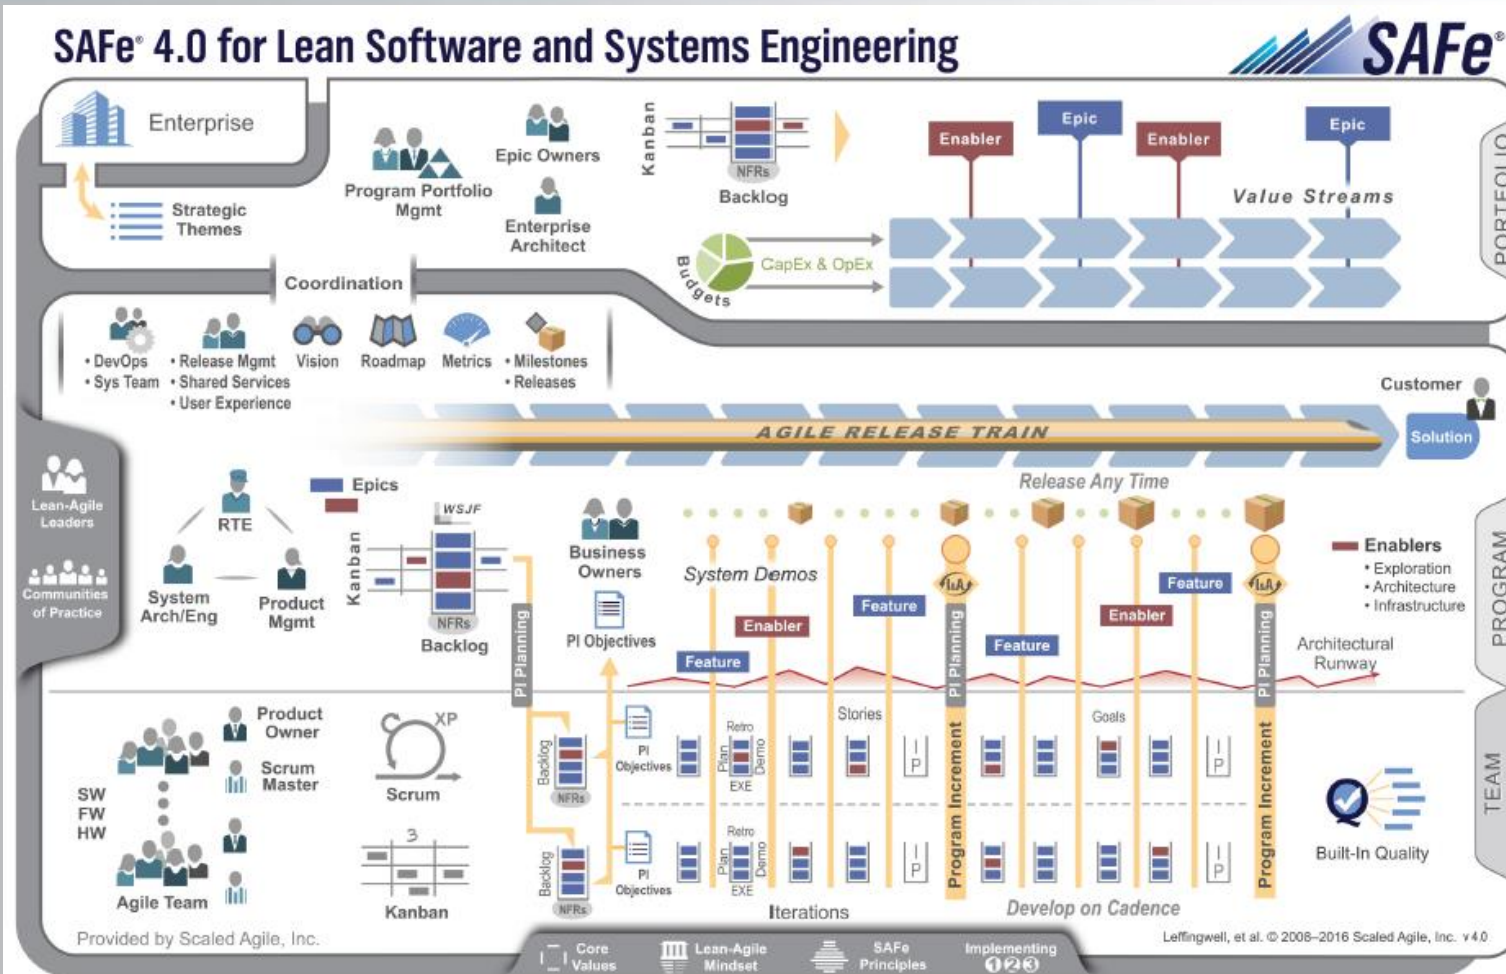 SAFe® 4.0 for Lean Software and Systems Engineering
SAFe®
Enterprise
Strategic
Themes
Program Portfolio
Mgmt
Epic Owners
Enterprise
Architect
Kanban
NFRs
Backlog
Enabler
Epic
Enabler
Epic
Value Streams
Budgets
CapEx & OpEx
PORTFOLIO
Coordination
• DevOps
• Sys Team
• Release Mgmt
• Shared Services
• User Experience
Vision
Roadmap
Metrics
• Milestones
• Releases
Customer
Solution
AGILE RELEASE TRAIN
Release Any Time
Lean-Agile
Leaders
Communities
of Practice
RTE
System
Arch/Eng
Product
Mgmt
Epics
WSJF
Kanban
NFRs
Backlog
PI Planning
Business
Owners
PI Objectives
System Demos
Feature
Enabler
Feature
I&A
PI Planning
Feature
Enabler
Feature
I&A
PI Planning
Enablers
• Exploration
• Architecture
• Infrastructure
Architectural
Runway
PROGRAM
SW
FW
HW
Agile Team
Product
Owner
Scrum
Master
XP
Scrum
3
Kanban
Backlog
NFRs
PI
Objectives
Plan
Retro
Demo
EXE
Stories
I
P
Program Increment
Goals
I
P
Program Increment
Backlog
NFRs
PI
Objectives
Plan
Retro
Demo
EXE
I
P
I
P
Iterations
Develop on Cadence
Built-In Quality
TEAM
Provided by Scaled Agile, Inc.
Leffingwell, et al. © 2008–2016 Scaled Agile, Inc. v4.0
Core
Values
Lean-Agile
Mindset
SAFe
Principles
Implementing
1 2 3